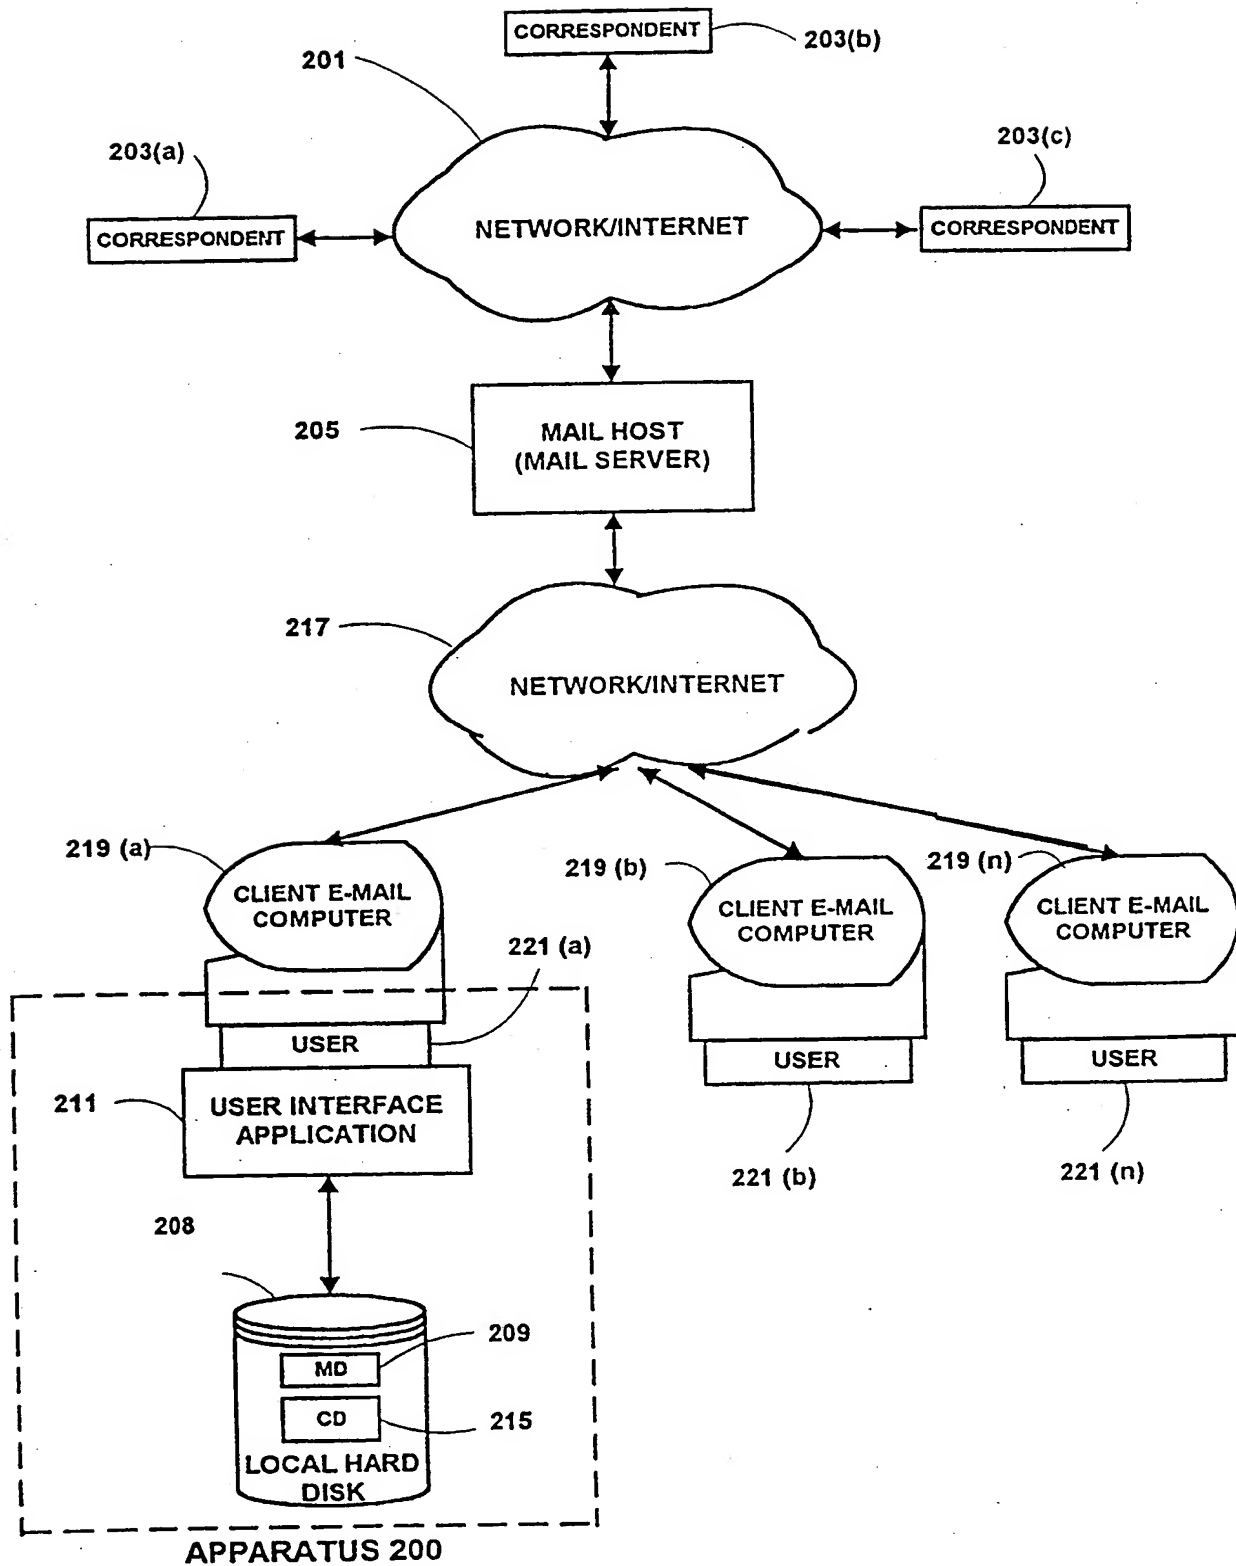 CORRESPONDENT
203(b)
201
203(a)
203(c)
CORRESPONDENT
NETWORK/INTERNET
CORRESPONDENT
205
MAIL HOST
(MAIL SERVER)
217
NETWORK/INTERNET
219 (a)
219 (b)
219 (n)
CLIENT E-MAIL
COMPUTER
CLIENT E-MAIL
COMPUTER
CLIENT E-MAIL
COMPUTER
221 (a)
USER
USER
USER
211
USER INTERFACE
APPLICATION
221 (b)
221 (n)
208
209
MD
CD
215
LOCAL HARD
DISK
APPARATUS 200